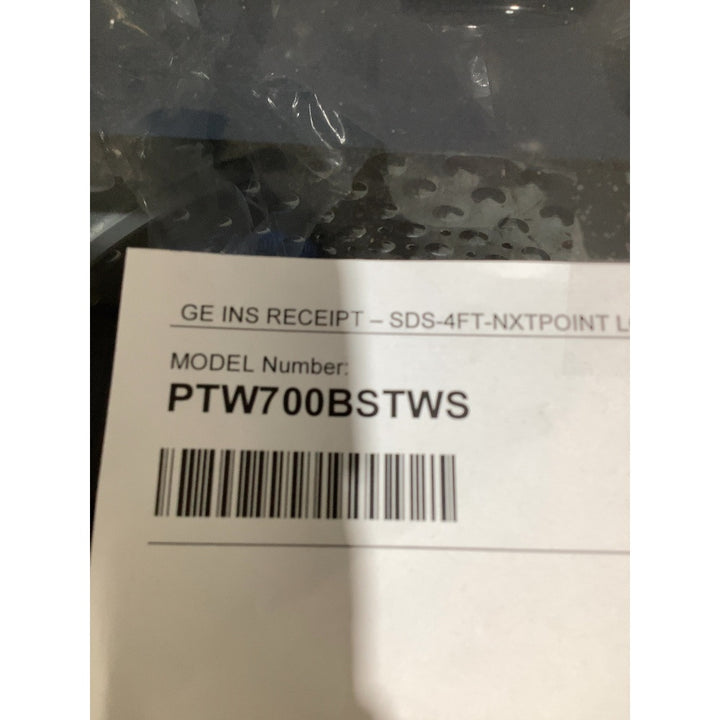 GE INS RECEIPT – SDS-4FT-NXTPOINT
MODEL Number:
PTW700BSTWS